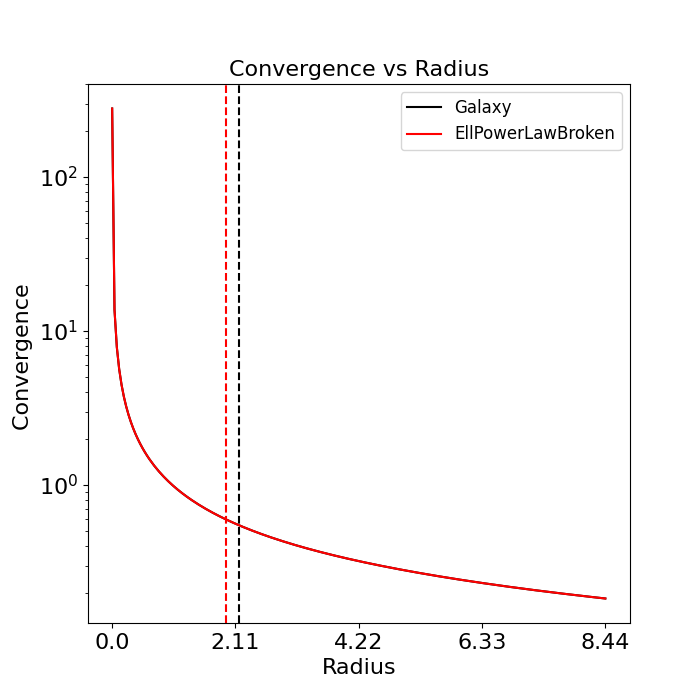 Convergence vs Radius
Galaxy
EllPowerLawBroken
Convergence
10²
10¹
10⁰
0.0 2.11 4.22 6.33 8.44
Radius